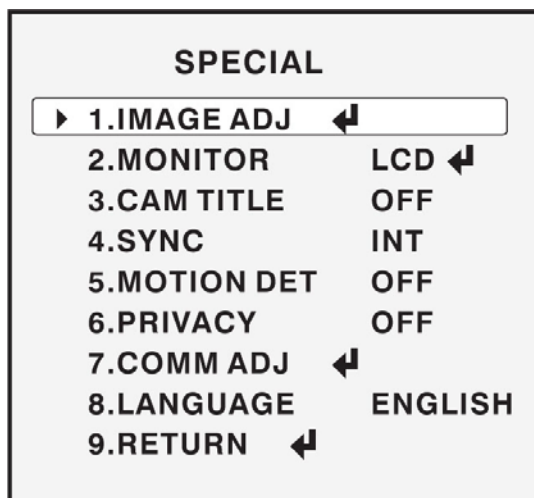 SPECIAL
▶ 1.IMAGE ADJ ↵
2.MONITOR LCD ↵
3.CAM TITLE OFF
4.SYNC INT
5.MOTION DET OFF
6.PRIVACY OFF
7.COMM ADJ ↵
8.LANGUAGE ENGLISH
9.RETURN ↵